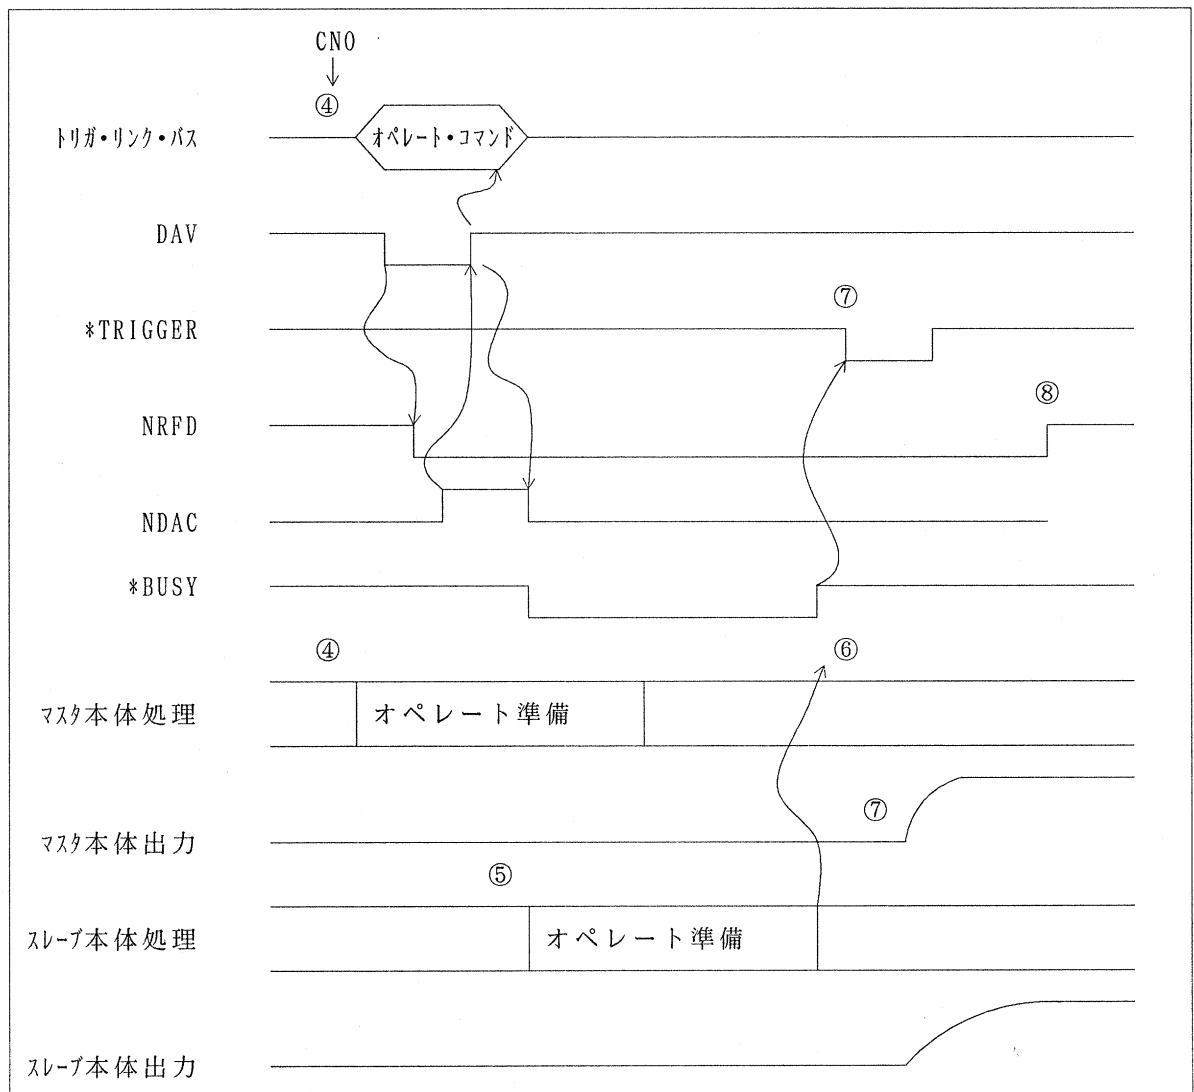 CN0
↓
④
トリガ・リンク・バス
オペレート・コマンド
DAV
⑦
*TRIGGER
⑧
NRFD
NDAC
*BUSY
④
⑥
マスタ本体処理
オペレート準備
⑦
マスタ本体出力
⑤
スレーブ本体処理
オペレート準備
スレーブ本体出力